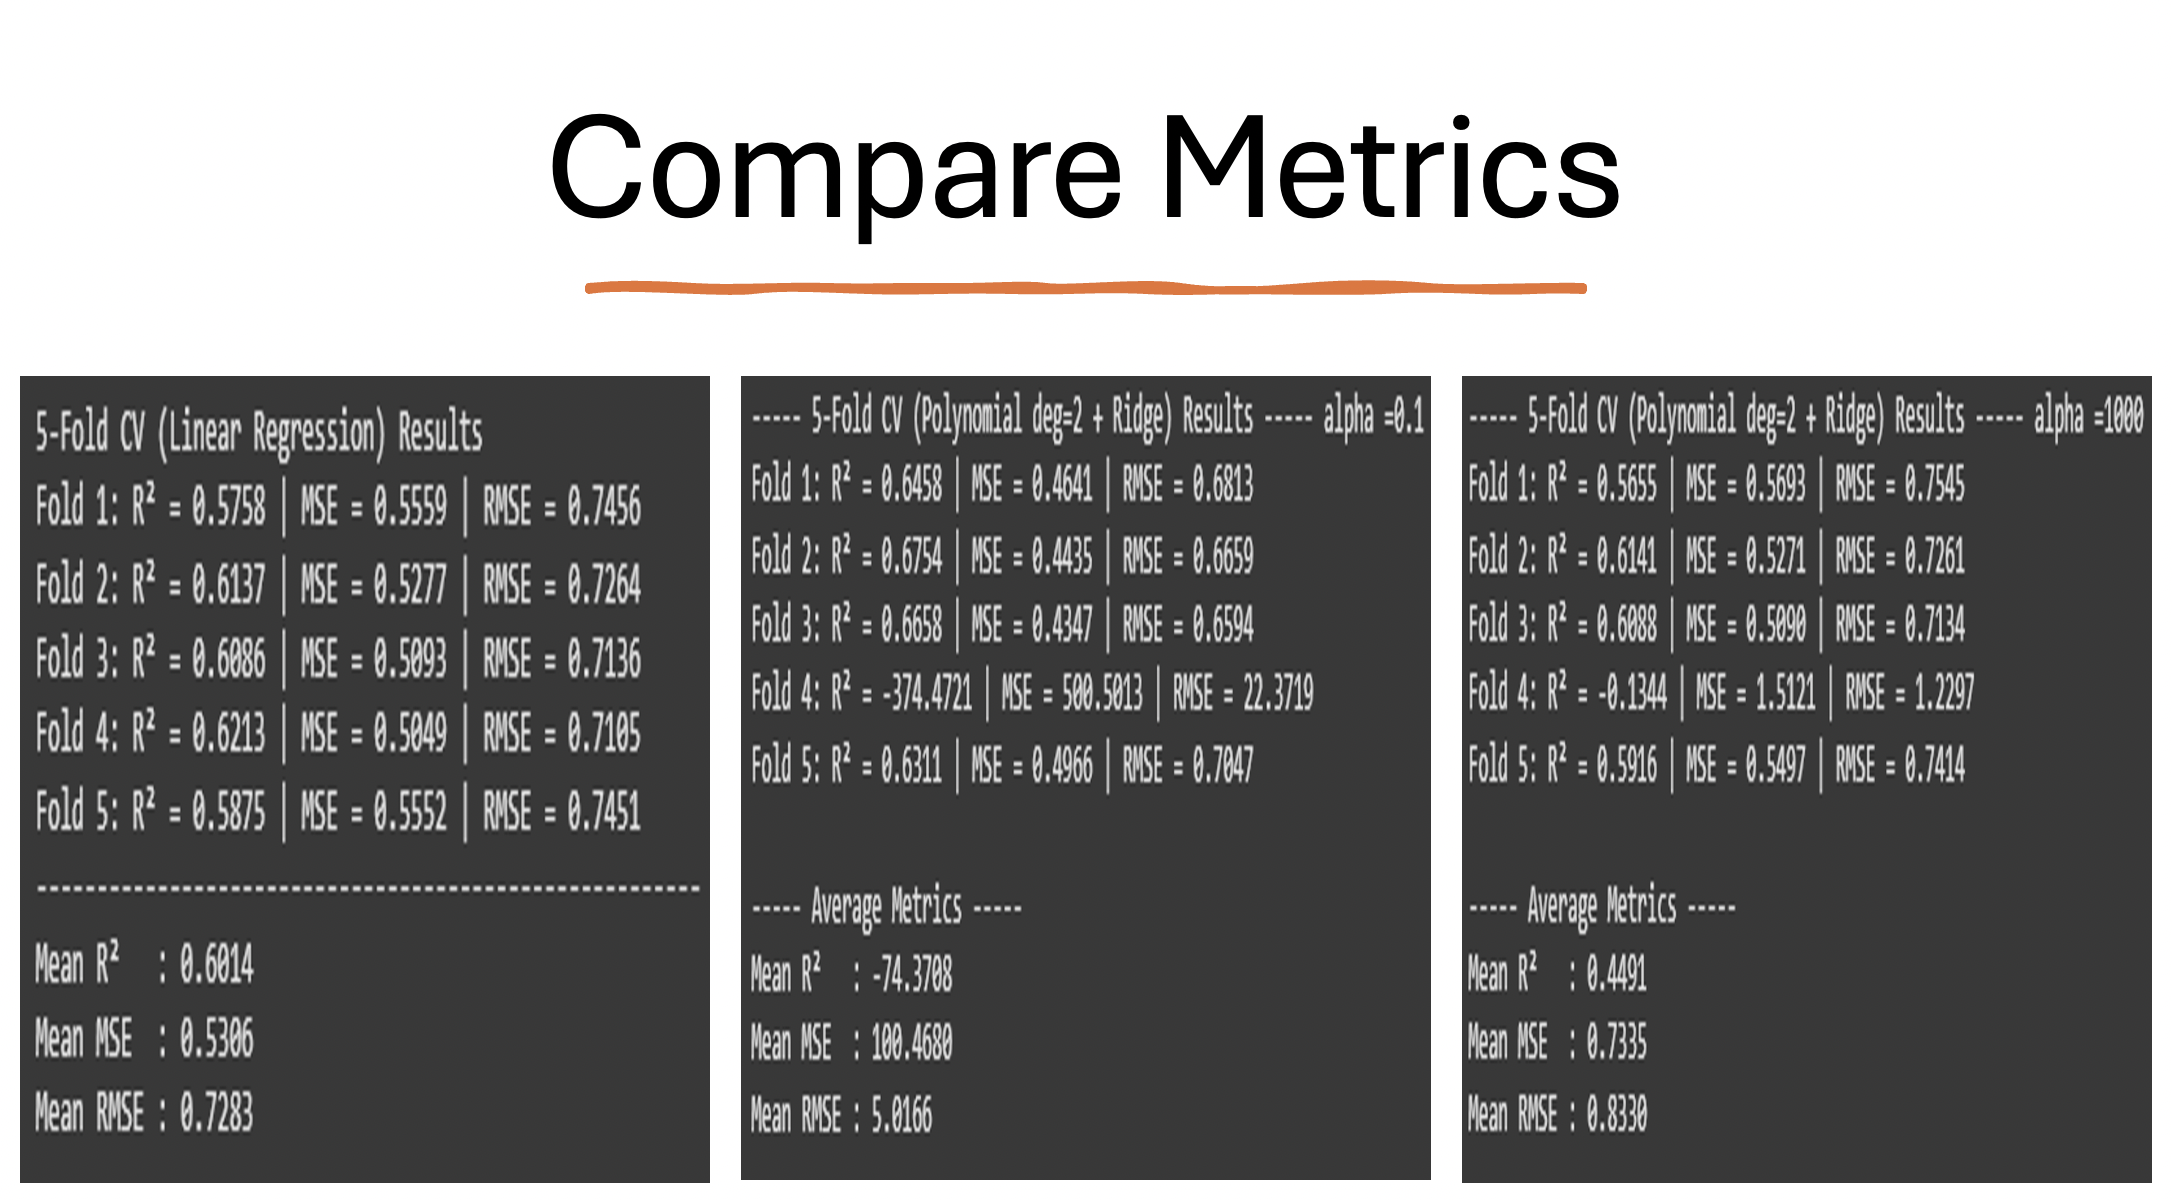 Compare Metrics
5-Fold CV (Linear Regression) Results
Fold 1: R² = 0.5758 | MSE = 0.5559 | RMSE = 0.7456
Fold 2: R² = 0.6137 | MSE = 0.5277 | RMSE = 0.7264
Fold 3: R² = 0.6086 | MSE = 0.5093 | RMSE = 0.7136
Fold 4: R² = 0.6213 | MSE = 0.5049 | RMSE = 0.7105
Fold 5: R² = 0.5875 | MSE = 0.5552 | RMSE = 0.7451
-------------------------------------------------------
Mean R² : 0.6014
Mean MSE : 0.5306
Mean RMSE : 0.7283
----- 5-Fold CV (Polynomial deg=2 + Ridge) Results ----- alpha =0.1
Fold 1: R² = 0.6458 | MSE = 0.4641 | RMSE = 0.6813
Fold 2: R² = 0.6754 | MSE = 0.4435 | RMSE = 0.6659
Fold 3: R² = 0.6658 | MSE = 0.4347 | RMSE = 0.6594
Fold 4: R² = -374.4721 | MSE = 500.5013 | RMSE = 22.3719
Fold 5: R² = 0.6311 | MSE = 0.4966 | RMSE = 0.7047
----- Average Metrics -----
Mean R² : -74.3708
Mean MSE : 100.4680
Mean RMSE : 5.0166
----- 5-Fold CV (Polynomial deg=2 + Ridge) Results ----- alpha =1000
Fold 1: R² = 0.5655 | MSE = 0.5693 | RMSE = 0.7545
Fold 2: R² = 0.6141 | MSE = 0.5271 | RMSE = 0.7261
Fold 3: R² = 0.6088 | MSE = 0.5090 | RMSE = 0.7134
Fold 4: R² = -0.1344 | MSE = 1.5121 | RMSE = 1.2297
Fold 5: R² = 0.5916 | MSE = 0.5497 | RMSE = 0.7414
----- Average Metrics -----
Mean R² : 0.4491
Mean MSE : 0.7335
Mean RMSE : 0.8330